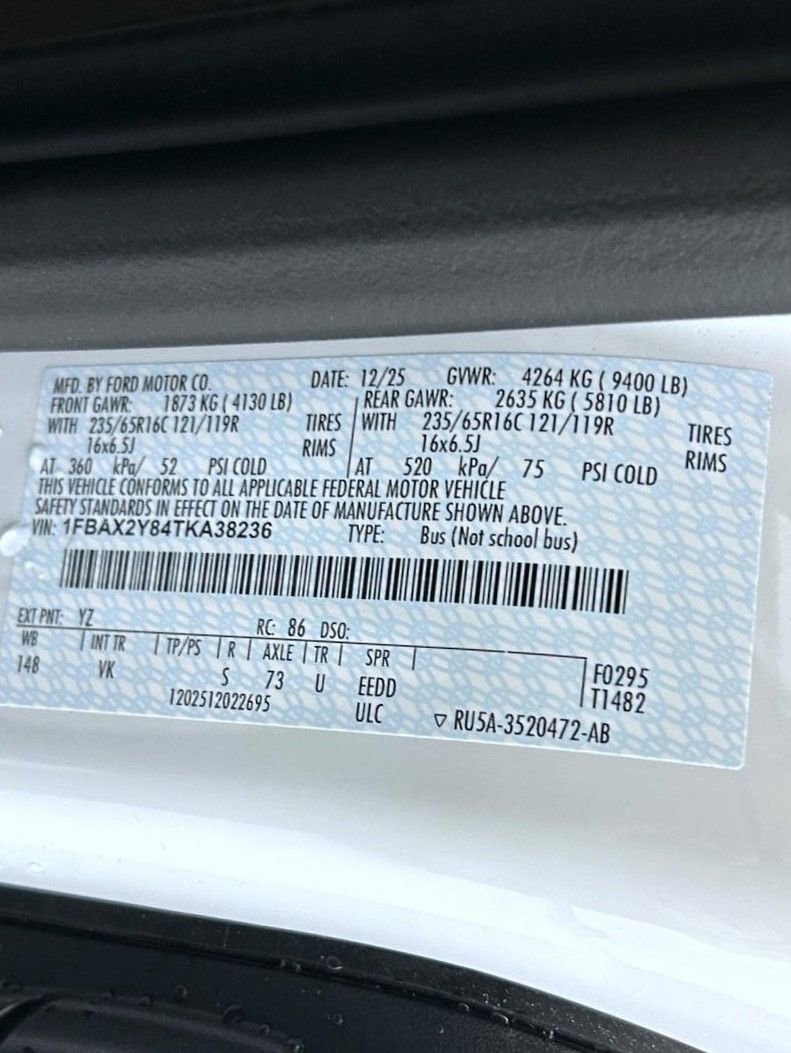 MFD. BY FORD MOTOR CO. DATE: 12/25 GVWR: 4264 KG ( 9400 LB)
FRONT GAWR: 1873 KG ( 4130 LB) REAR GAWR: 2635 KG ( 5810 LB)
WITH 235/65R16C 121/119R TIRES WITH 235/65R16C 121/119R TIRES
16x6.5J RIMS 16x6.5J RIMS
AT 360 kPa/ 52 PSI COLD AT 520 kPa/ 75 PSI COLD
THIS VEHICLE CONFORMS TO ALL APPLICABLE FEDERAL MOTOR VEHICLE
SAFETY STANDARDS IN EFFECT ON THE DATE OF MANUFACTURE SHOWN ABOVE.
VIN: 1FBAX2Y84TKA38236 TYPE: Bus (Not school bus)
EXT PNT: YZ RC: 86 DSO:
WB INT TR TP/PS R AXLE TR SPR
148 VK S 73 U EEDD F0295
1202512022695 ULC T1482
▽ RU5A-3520472-AB